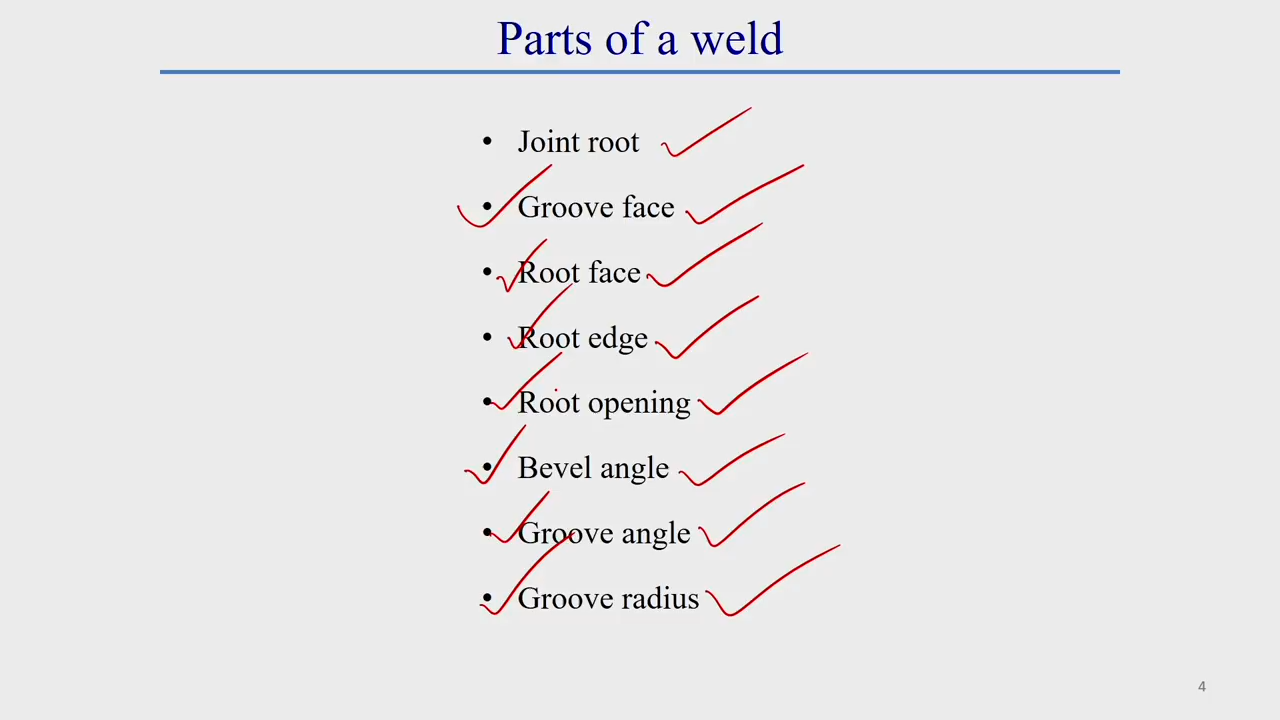 Parts of a weld
• Joint root
• Groove face
• Root face
• Root edge
• Root opening
• Bevel angle
• Groove angle
• Groove radius
4